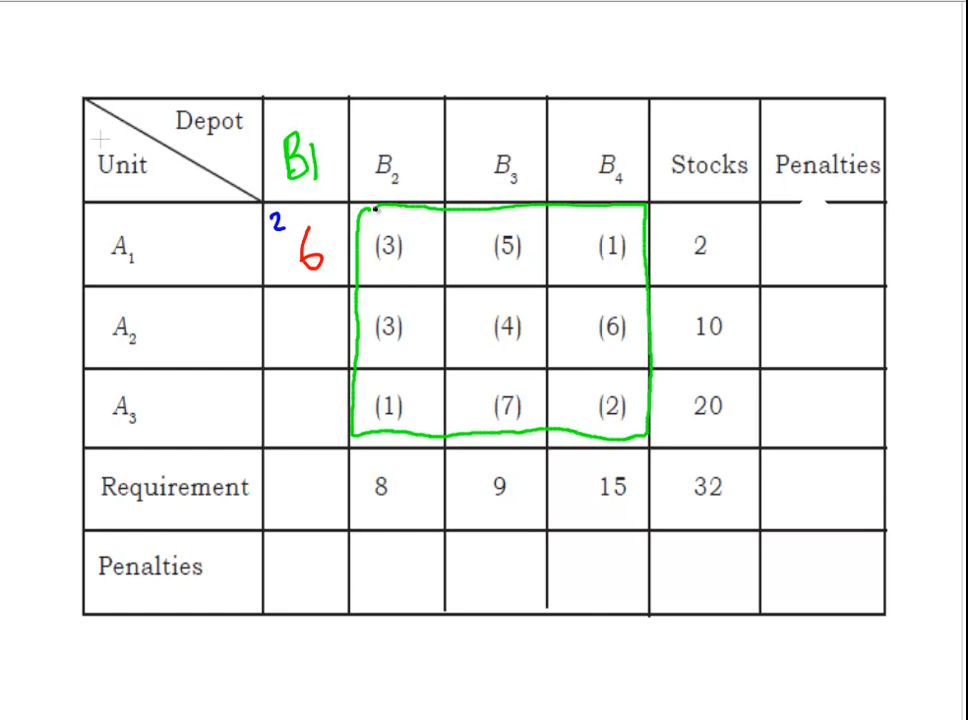 Depot
Unit B1 B₂ B₃ B₄ Stocks Penalties
A₁ 2 6 (3) (5) (1) 2
A₂ (3) (4) (6) 10
A₃ (1) (7) (2) 20
Requirement 8 9 15 32
Penalties